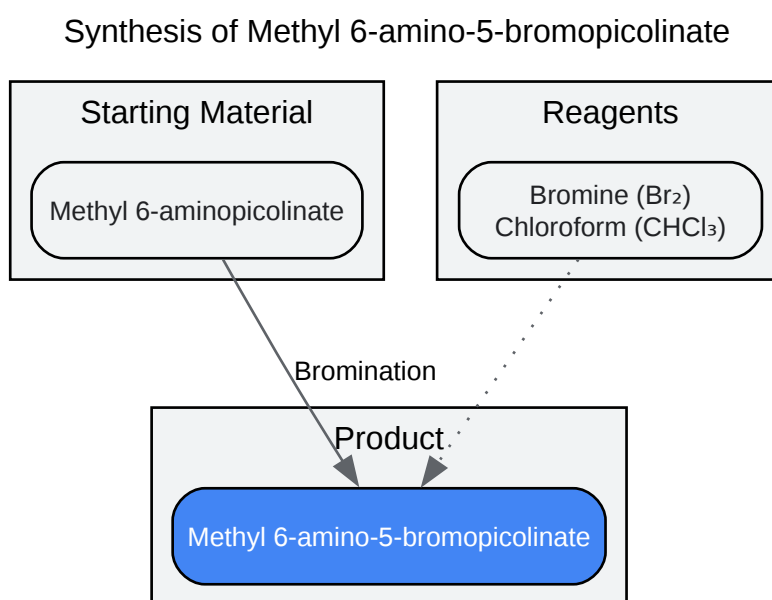 Synthesis of Methyl 6-amino-5-bromopicolinate
Starting Material
Methyl 6-aminopicolinate
Reagents
Bromine (Br₂)
Chloroform (CHCl₃)
Bromination
Product
Methyl 6-amino-5-bromopicolinate